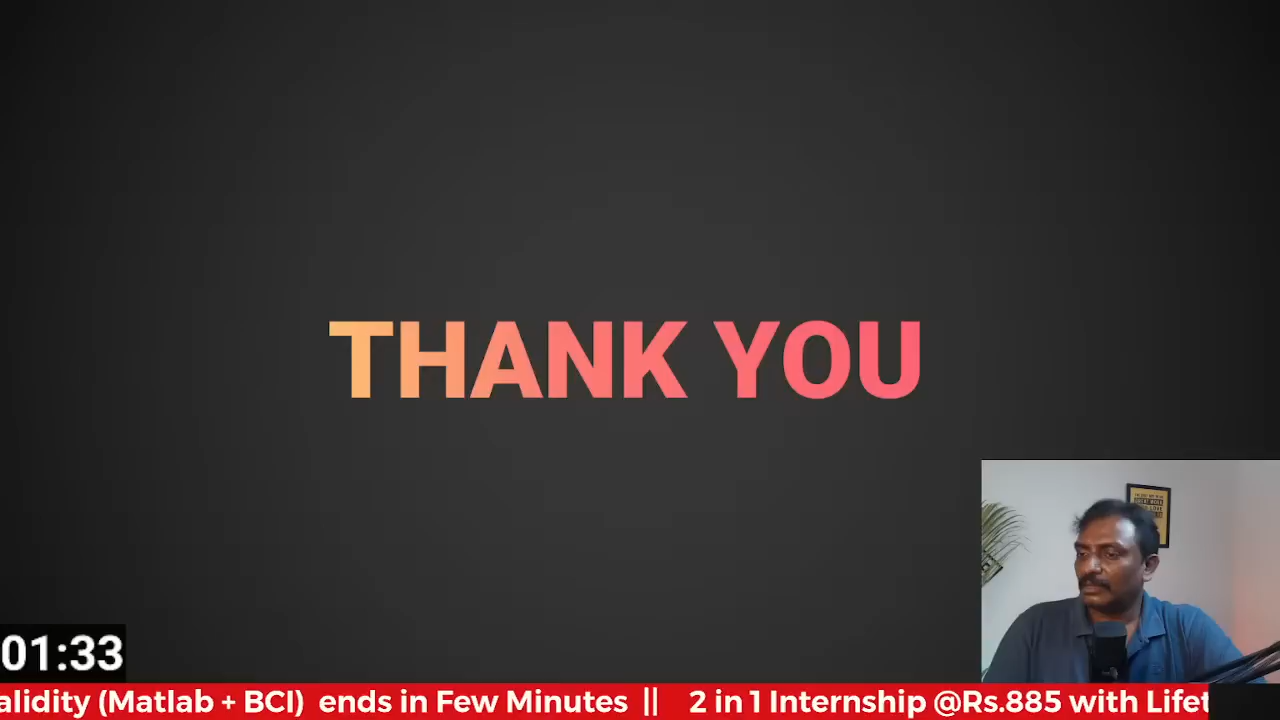 THANK YOU
01:33
alidity (Matlab + BCI) ends in Few Minutes || 2 in 1 Internship @Rs.885 with Lifet